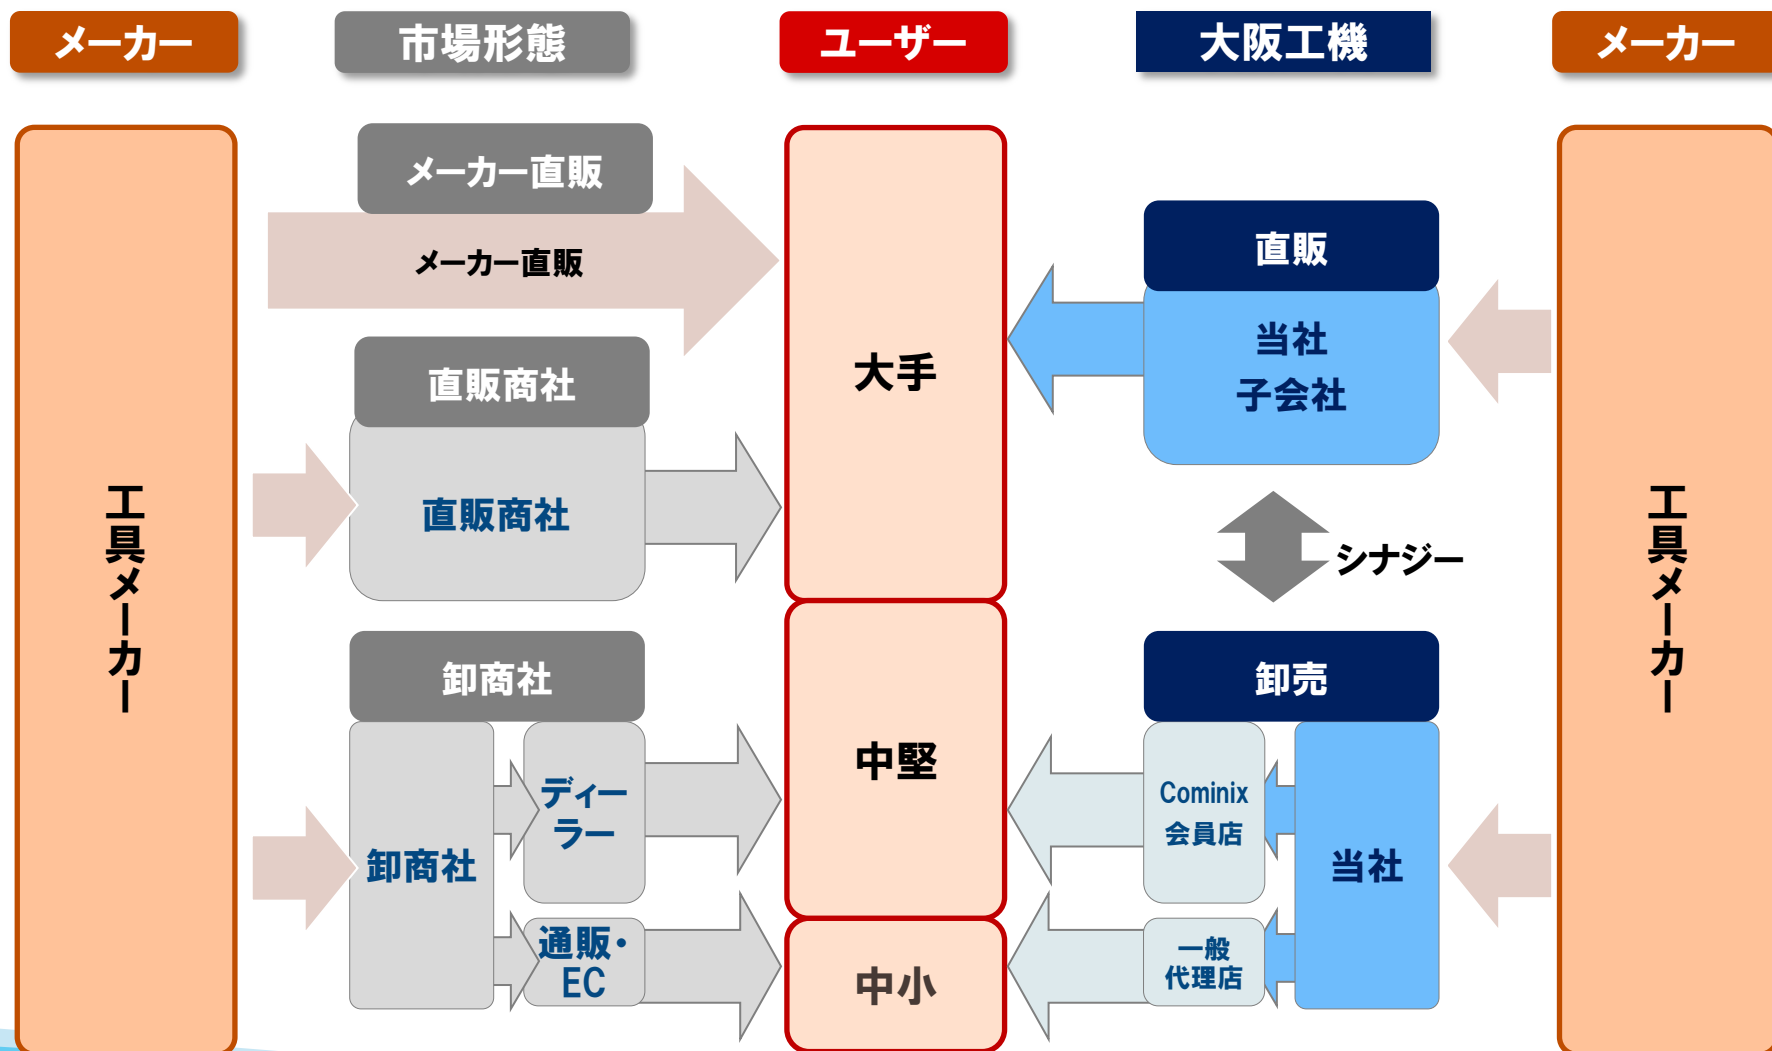 メーカー
市場形態
ユーザー
大阪工機
メーカー
工具メーカー
メーカー直販
メーカー直販
直販商社
直販商社
卸商社
卸商社
ディー
ラー
通販・
EC
大手
中堅
中小
直販
当社
子会社
シナジー
卸売
Cominix
会員店
一般
代理店
当社
工具メーカー